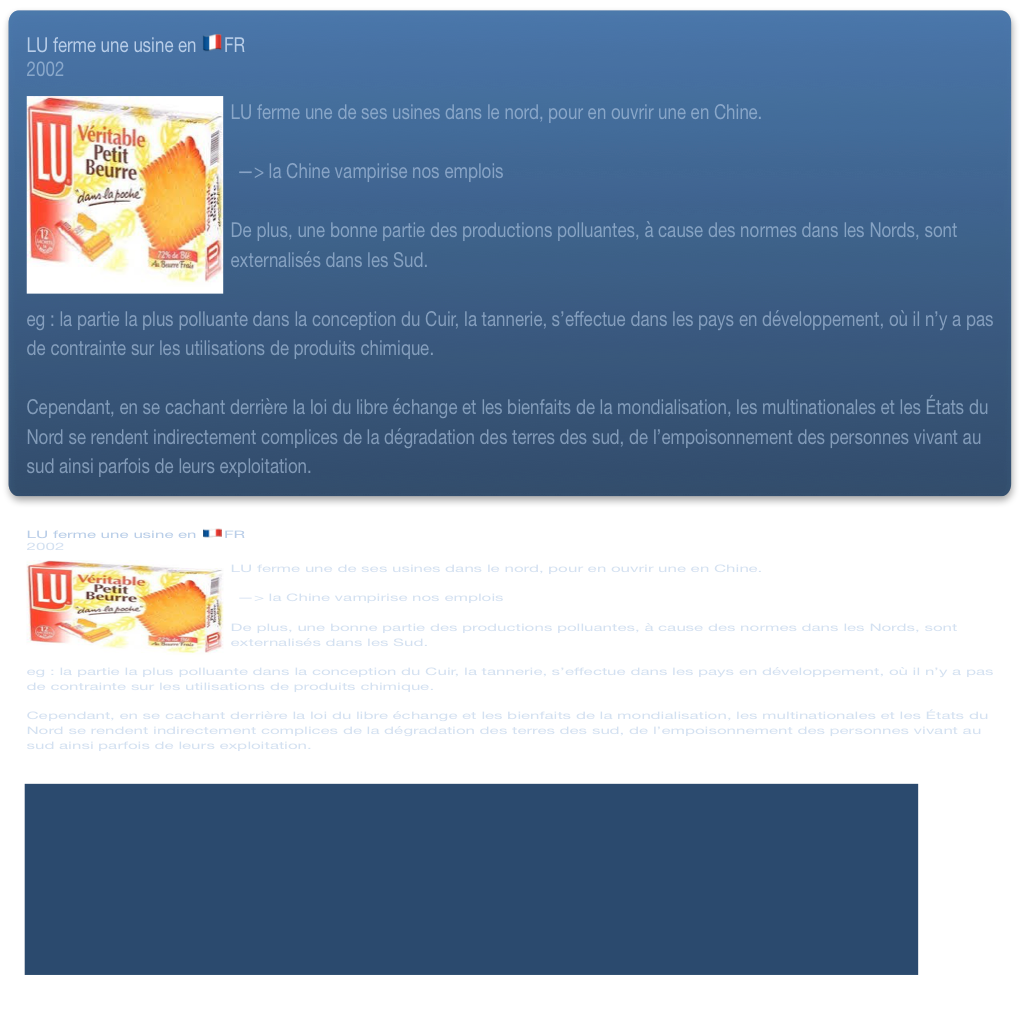 LU ferme une usine en 🇫🇷FR
2002
LU
Véritable
Petit
Beurre
"dans la poche"
12
72% de Blé
Au Beurre Frais
LU ferme une de ses usines dans le nord, pour en ouvrir une en Chine.
—> la Chine vampirise nos emplois
De plus, une bonne partie des productions polluantes, à cause des normes dans les Nords, sont
externalisés dans les Sud.
eg : la partie la plus polluante dans la conception du Cuir, la tannerie, s’effectue dans les pays en développement, où il n’y a pas
de contrainte sur les utilisations de produits chimique.
Cependant, en se cachant derrière la loi du libre échange et les bienfaits de la mondialisation, les multinationales et les États du
Nord se rendent indirectement complices de la dégradation des terres des sud, de l’empoisonnement des personnes vivant au
sud ainsi parfois de leurs exploitation.
LU ferme une usine en 🇫🇷FR
2002
LU
Véritable
Petit
Beurre
"dans la poche"
12
72% de Blé
Au Beurre Frais
LU ferme une de ses usines dans le nord, pour en ouvrir une en Chine.
—> la Chine vampirise nos emplois
De plus, une bonne partie des productions polluantes, à cause des normes dans les Nords, sont
externalisés dans les Sud.
eg : la partie la plus polluante dans la conception du Cuir, la tannerie, s’effectue dans les pays en développement, où il n’y a pas
de contrainte sur les utilisations de produits chimique.
Cependant, en se cachant derrière la loi du libre échange et les bienfaits de la mondialisation, les multinationales et les États du
Nord se rendent indirectement complices de la dégradation des terres des sud, de l’empoisonnement des personnes vivant au
sud ainsi parfois de leurs exploitation.